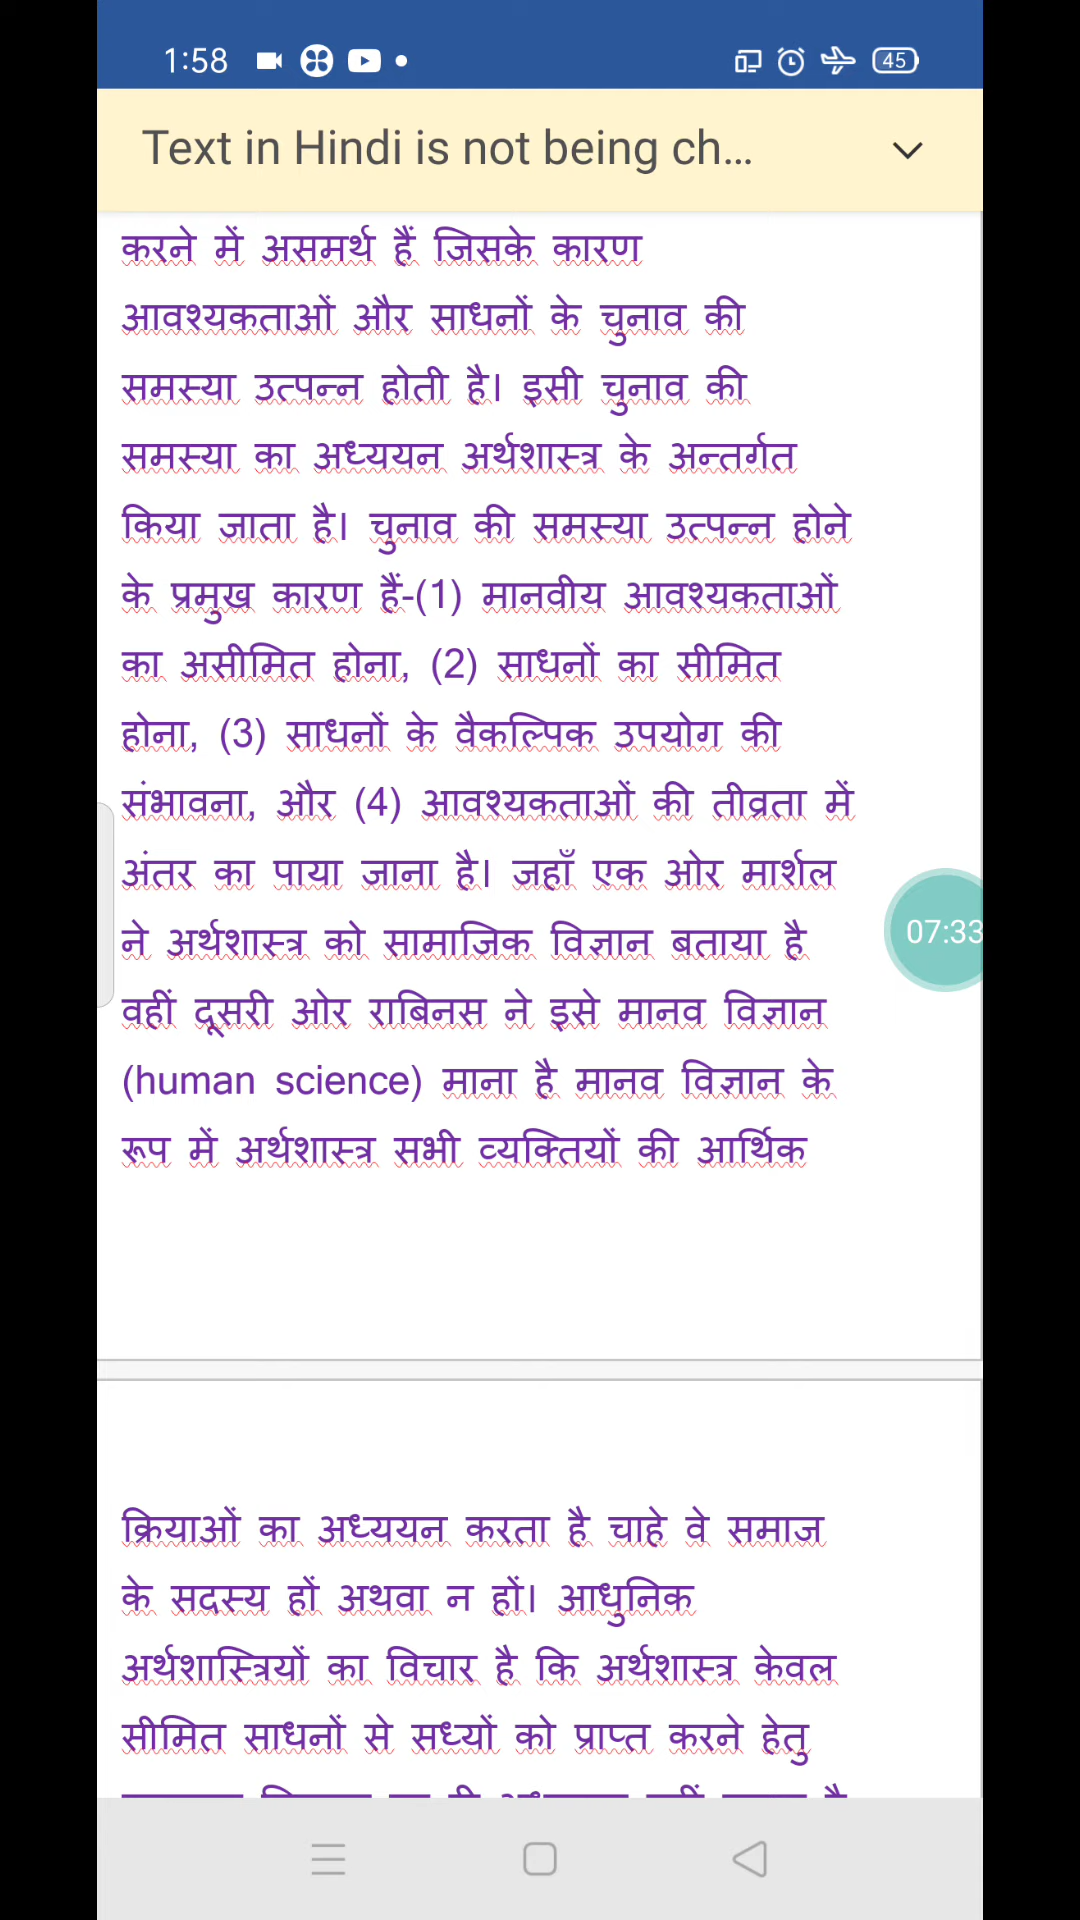 1:58
45
Text in Hindi is not being ch...
करने में असमर्थ हैं जिसके कारण
आवश्यकताओं और साधनों के चुनाव की
समस्या उत्पन्न होती है। इसी चुनाव की
समस्या का अध्ययन अर्थशास्त्र के अन्तर्गत
किया जाता है। चुनाव की समस्या उत्पन्न होने
के प्रमुख कारण हैं-(1) मानवीय आवश्यकताओं
का असीमित होना, (2) साधनों का सीमित
होना, (3) साधनों के वैकल्पिक उपयोग की
संभावना, और (4) आवश्यकताओं की तीव्रता में
अंतर का पाया जाना है। जहाँ एक ओर मार्शल
ने अर्थशास्त्र को सामाजिक विज्ञान बताया है
07:33
वहीं दूसरी ओर राबिनस ने इसे मानव विज्ञान
(human science) माना है मानव विज्ञान के
रूप में अर्थशास्त्र सभी व्यक्तियों की आर्थिक
क्रियाओं का अध्ययन करता है चाहे वे समाज
के सदस्य हों अथवा न हों। आधुनिक
अर्थशास्त्रियों का विचार है कि अर्थशास्त्र केवल
सीमित साधनों से सध्यों को प्राप्त करने हेतु